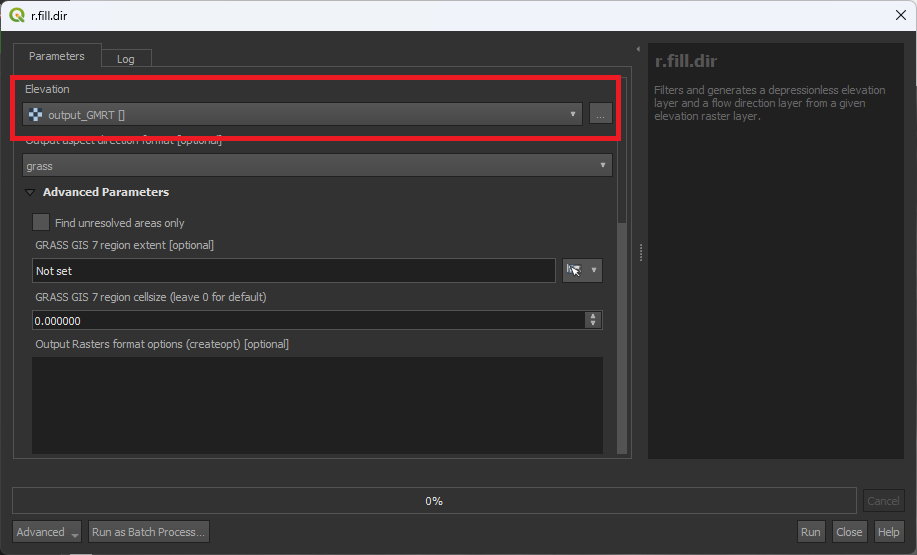 r.fill.dir
Parameters
Log
r.fill.dir
Filters and generates a depressionless elevation
layer and a flow direction layer from a given
elevation raster layer.
Elevation
output_GMRT []
...
Output aspect direction format [optional]
grass
Advanced Parameters
Find unresolved areas only
GRASS GIS 7 region extent [optional]
Not set
GRASS GIS 7 region cellsize (leave 0 for default)
0.000000
Output Rasters format options (createopt) [optional]
0%
Cancel
Advanced
Run as Batch Process...
Run
Close
Help